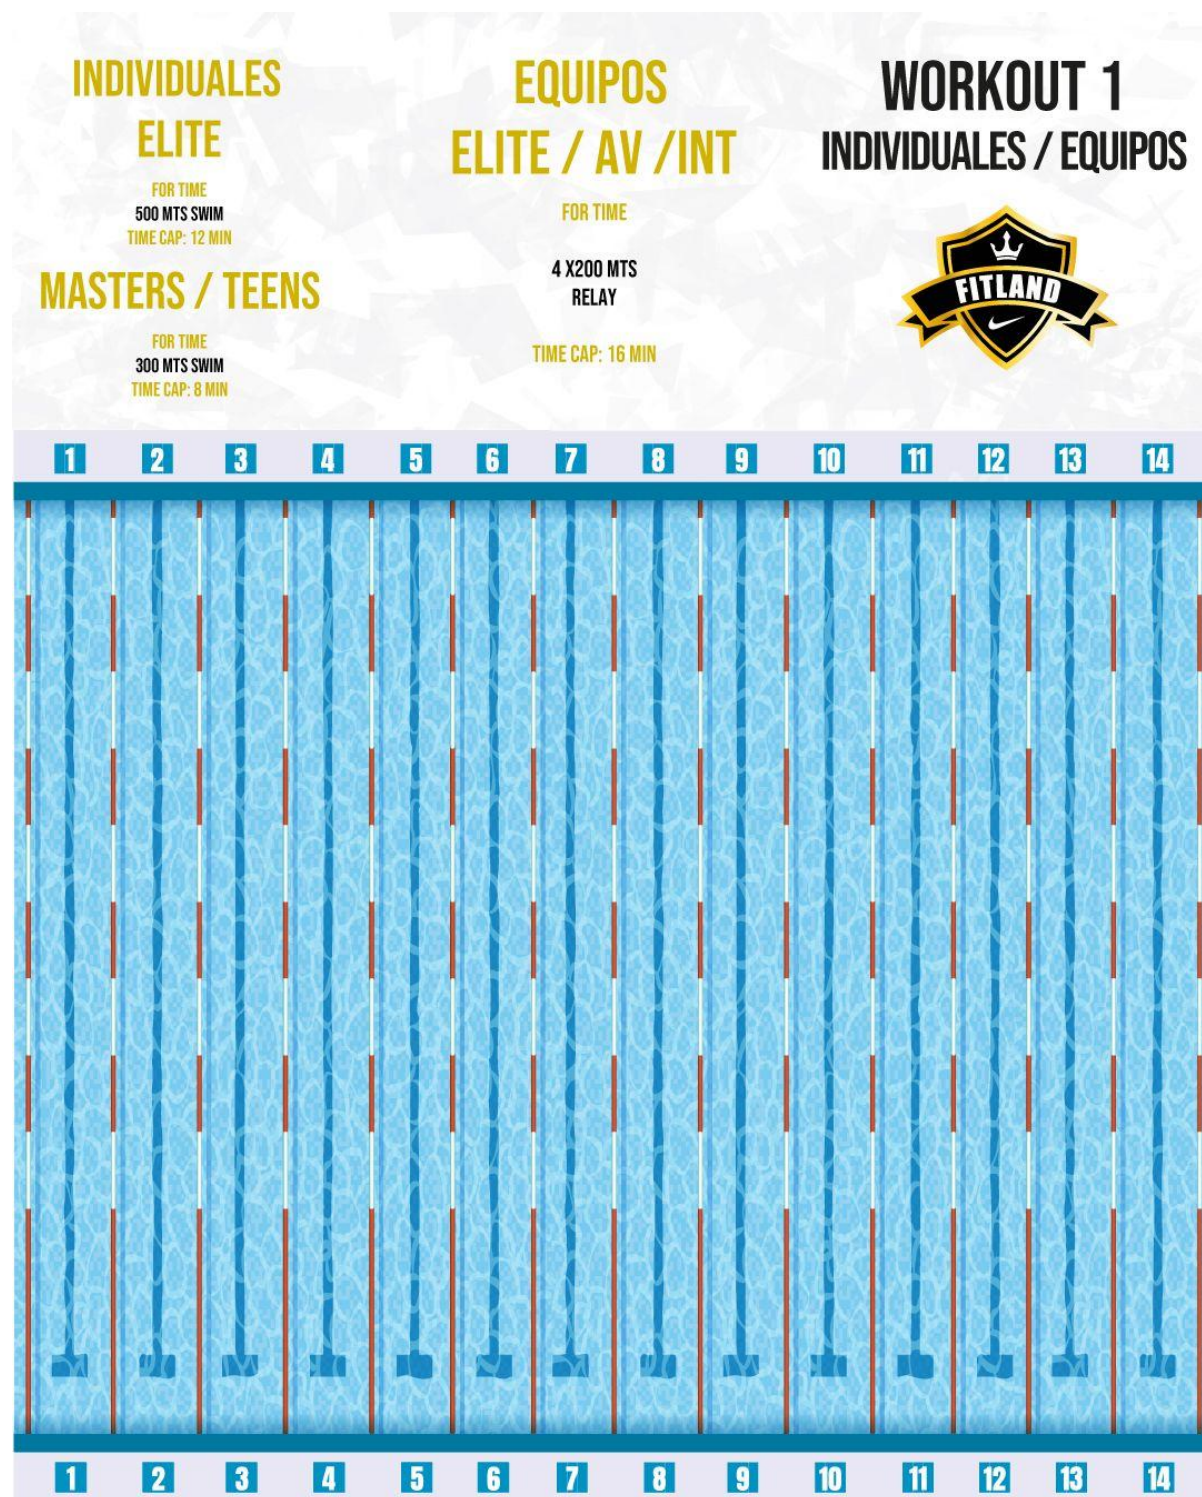 INDIVIDUALES
ELITE
FOR TIME
500 MTS SWIM
TIME CAP: 12 MIN
MASTERS / TEENS
FOR TIME
300 MTS SWIM
TIME CAP: 8 MIN
EQUIPOS
ELITE / AV /INT
FOR TIME
4 X200 MTS
RELAY
TIME CAP: 16 MIN
WORKOUT 1
INDIVIDUALES / EQUIPOS
FITLAND
1 2 3 4 5 6 7 8 9 10 11 12 13 14
1 2 3 4 5 6 7 8 9 10 11 12 13 14